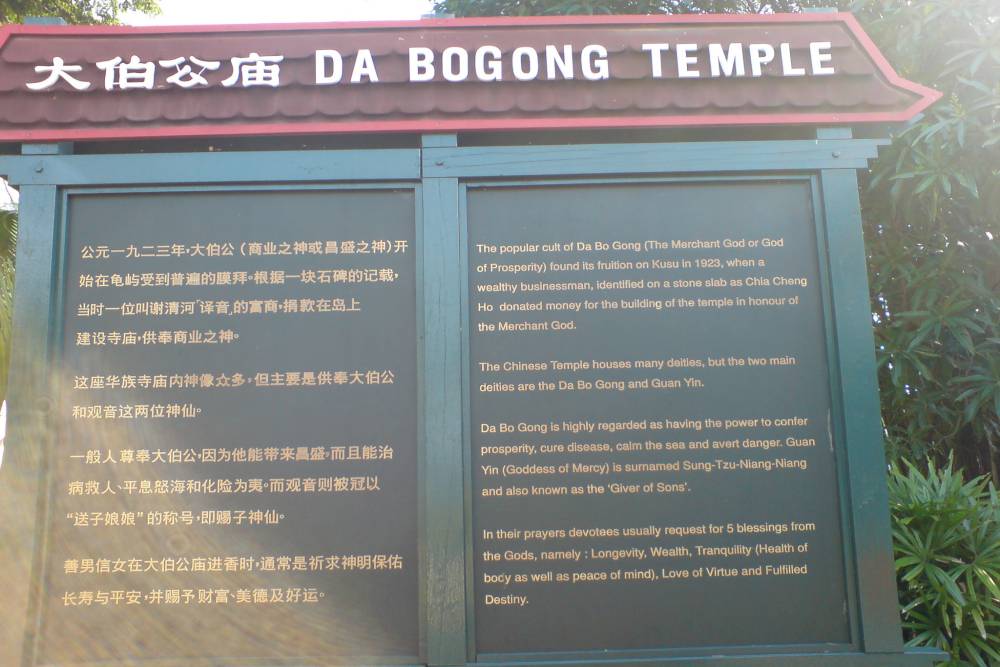 大伯公庙 DA BOGONG TEMPLE
公元一九二三年，大伯公（商业之神或昌盛之神）开
始在龟屿受到普遍的膜拜。根据一块石碑的记载，
当时一位叫谢清河“译音”的富商，捐款在岛上
建设寺庙，供奉商业之神。
这座华族寺庙内神像众多，但主要是供奉大伯公
和观音这两位神仙。
一般人尊奉大伯公，因为他能带来昌盛，而且能治
病救人、平息怒海和化险为夷。而观音则被冠以
“送子娘娘”的称号，即赐子神仙。
善男信女在大伯公庙进香时，通常是祈求神明保佑
长寿与平安，并赐予财富、美德及好运。
The popular cult of Da Bo Gong (The Merchant God or God
of Prosperity) found its fruition on Kusu in 1923, when a
wealthy businessman, identified on a stone slab as Chia Cheng
Ho donated money for the building of the temple in honour of
the Merchant God.
The Chinese Temple houses many deities, but the two main
deities are the Da Bo Gong and Guan Yin.
Da Bo Gong is highly regarded as having the power to confer
prosperity, cure disease, calm the sea and avert danger. Guan
Yin (Goddess of Mercy) is surnamed Sung-Tzu-Niang-Niang
and also known as the ‘Giver of Sons’.
In their prayers devotees usually request for 5 blessings from
the Gods, namely : Longevity, Wealth, Tranquility (Health of
body as well as peace of mind), Love of Virtue and Fulfilled
Destiny.